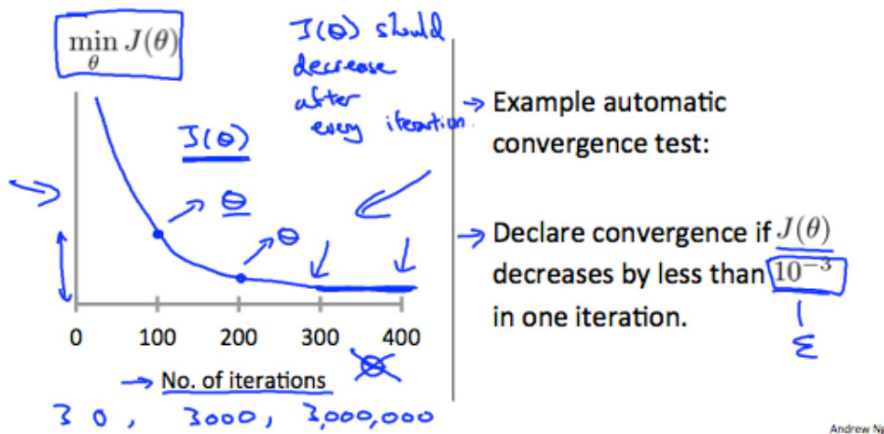 min J(θ)
θ
J(θ) should
decrease
after
every iteration.
J(θ)
θ
θ
0 100 200 300 400
→ No. of iterations
30, 3000, 3,000,000
→ Example automatic
convergence test:
→ Declare convergence if J(θ)
decreases by less than 10⁻³
in one iteration.
ε
Andrew Ng